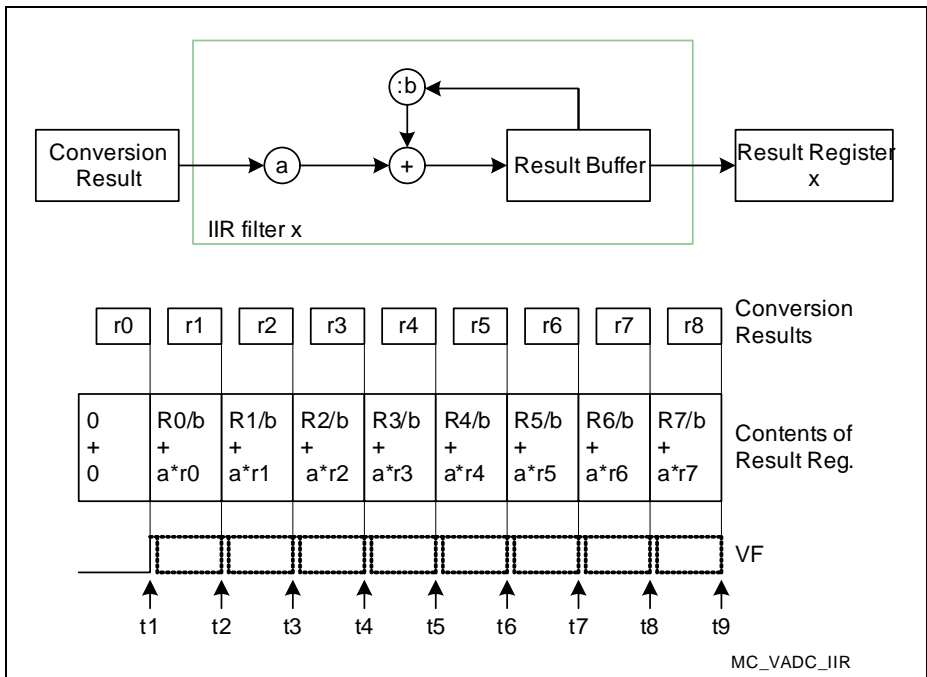 :b
Conversion
Result
a
+
Result Buffer
Result Register
x
IIR filter x
r0 r1 r2 r3 r4 r5 r6 r7 r8
Conversion
Results
0 R0/b R1/b R2/b R3/b R4/b R5/b R6/b R7/b
+ + + + + + + + +
0 a*r0 a*r1 a*r2 a*r3 a*r4 a*r5 a*r6 a*r7
Contents of
Result Reg.
VF
t1 t2 t3 t4 t5 t6 t7 t8 t9
MC_VADC_IIR